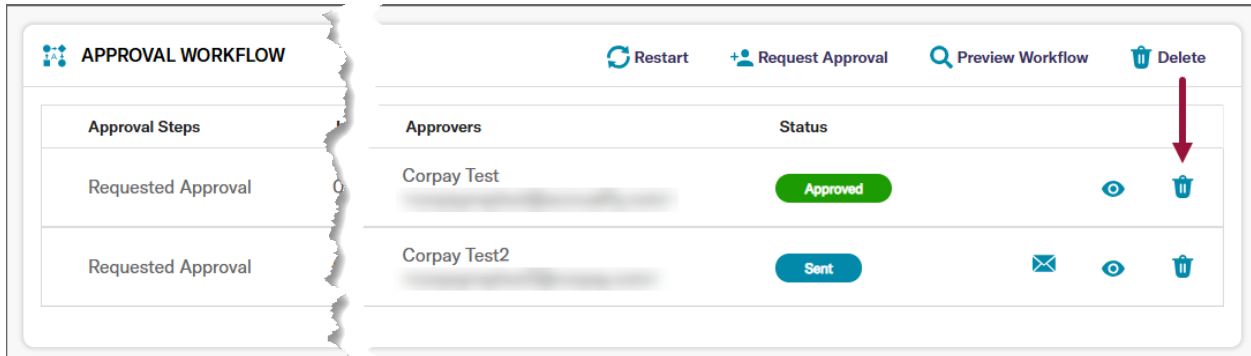 APPROVAL WORKFLOW Restart Request Approval Preview Workflow Delete
Approval Steps Approvers Status
Requested Approval Corpay Test Approved
Requested Approval Corpay Test2 Sent